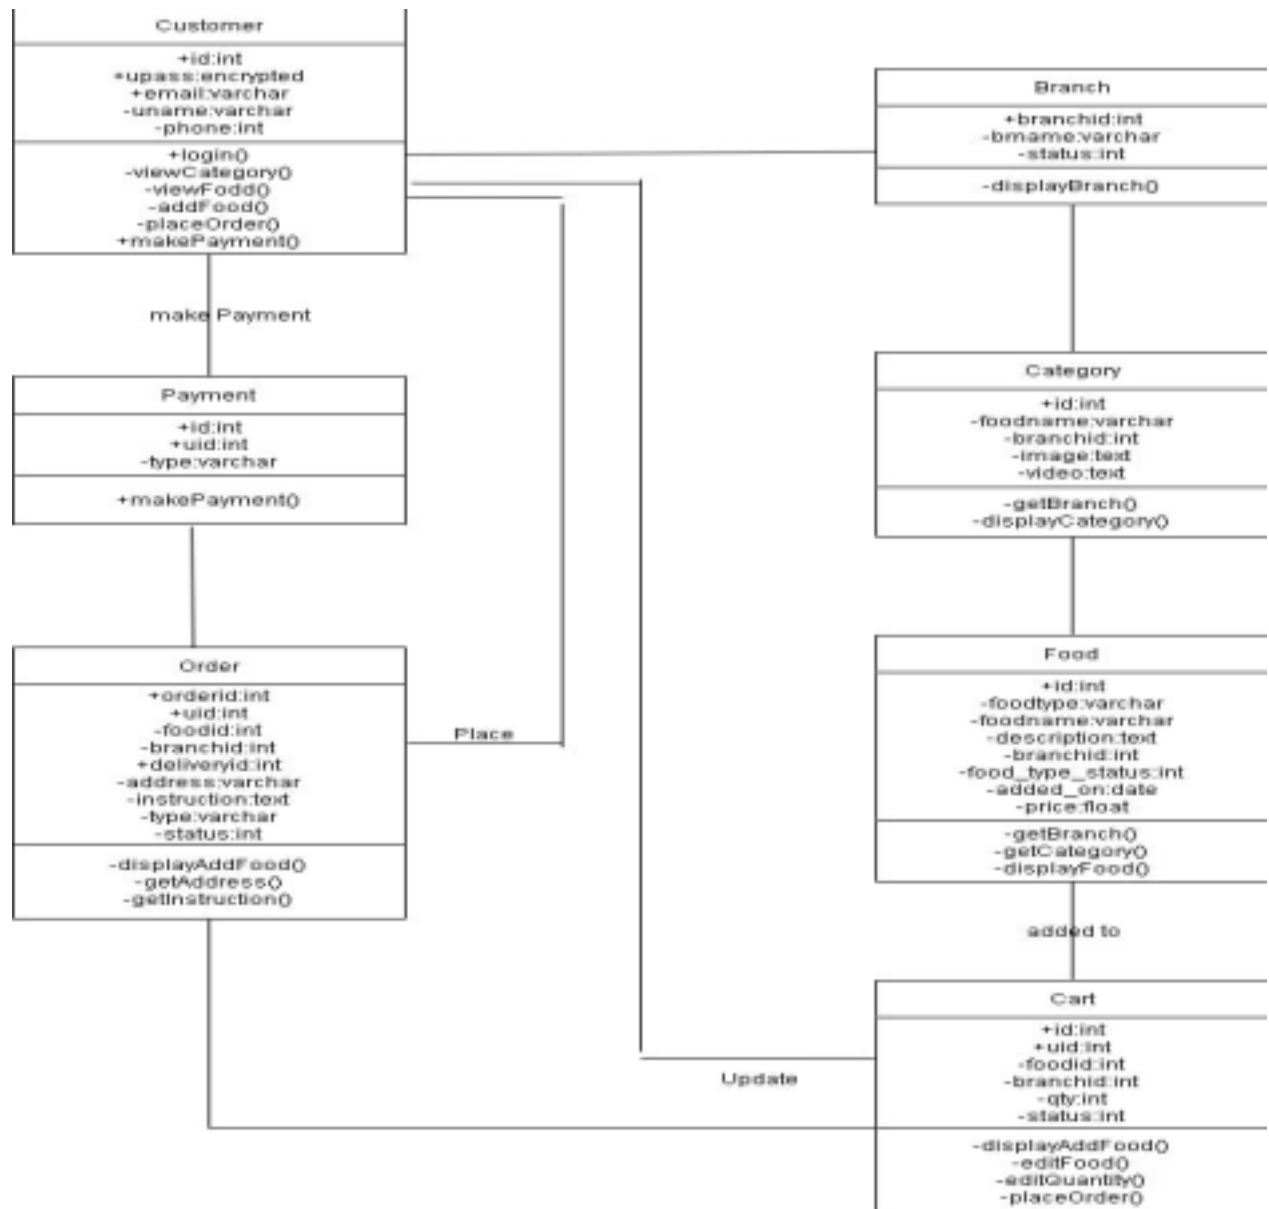 Customer
+id:int
+upass:encrypted
+email:varchar
-uname:varchar
-phone:int
+login()
-viewCategory()
-viewFodd()
-addFood()
-placeOrder()
+makePayment()
make Payment
Payment
+id:int
+uid:int
-type:varchar
+makePayment()
Order
+orderid:int
+uid:int
-foodid:int
-branchid:int
+deliveryid:int
-address:varchar
-instruction:text
-type:varchar
-status:int
-displayAddFood()
-getAddress()
-getInstruction()
Place
Branch
+branchid:int
-brname:varchar
-status:int
-displayBranch()
Category
+id:int
-foodname:varchar
-branchid:int
-image:text
-video:text
-getBranch()
-displayCategory()
Food
+id:int
-foodtype:varchar
-foodname:varchar
-description:text
-branchid:int
-food_type_status:int
-added_on:date
-price:float
-getBranch()
-getCategory()
-displayFood()
added to
Cart
+id:int
+uid:int
-foodid:int
-branchid:int
-qty:int
-status:int
-displayAddFood()
-editFood()
-editQuantity()
-placeOrder()
Update